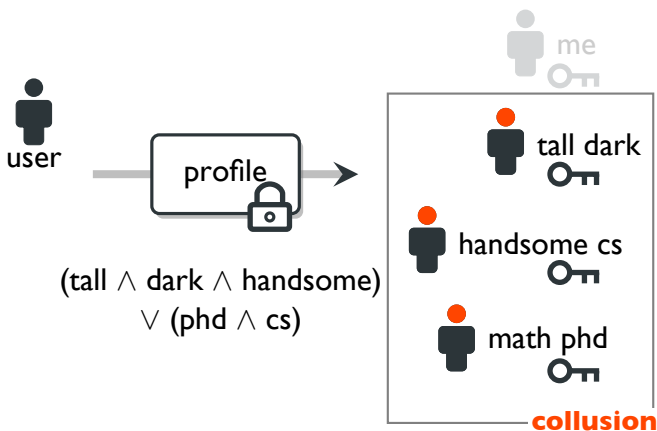 me
user
profile
tall dark
handsome cs
(tall ∧ dark ∧ handsome)
∨ (phd ∧ cs)
math phd
collusion